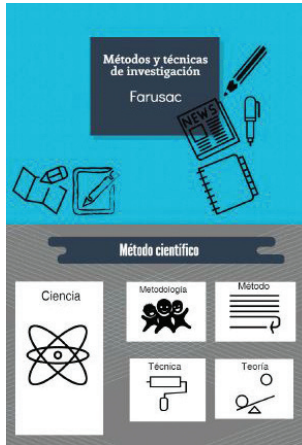 Métodos y técnicas
de investigación
Farusac
NEWS
Método científico
Ciencia
Metodología
Método
Técnica
Teoría